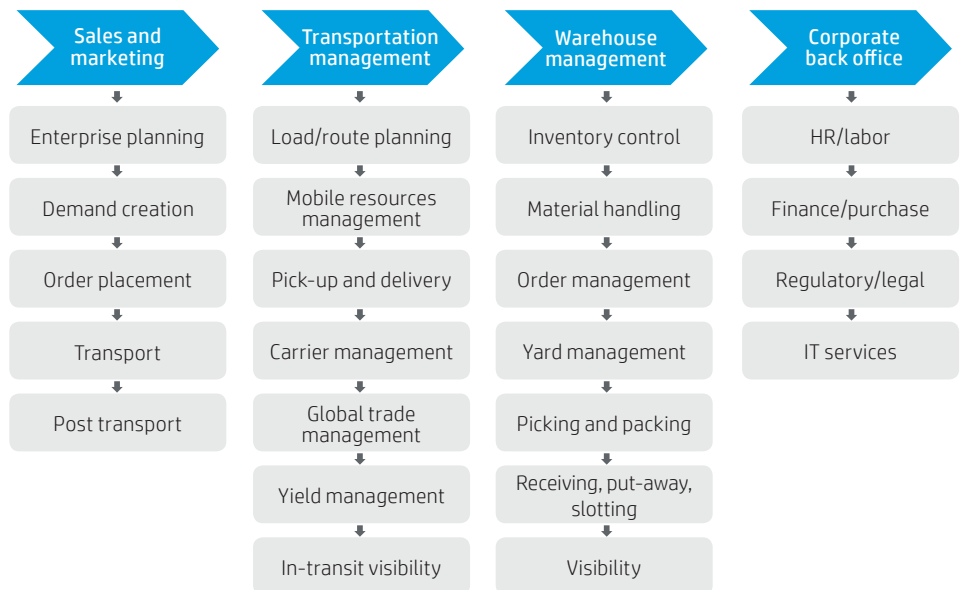 Sales and
marketing
Enterprise planning
Demand creation
Order placement
Transport
Post transport
Transportation
management
Load/route planning
Mobile resources
management
Pick-up and delivery
Carrier management
Global trade
management
Yield management
In-transit visibility
Warehouse
management
Inventory control
Material handling
Order management
Yard management
Picking and packing
Receiving, put-away,
slotting
Visibility
Corporate
back office
HR/labor
Finance/purchase
Regulatory/legal
IT services